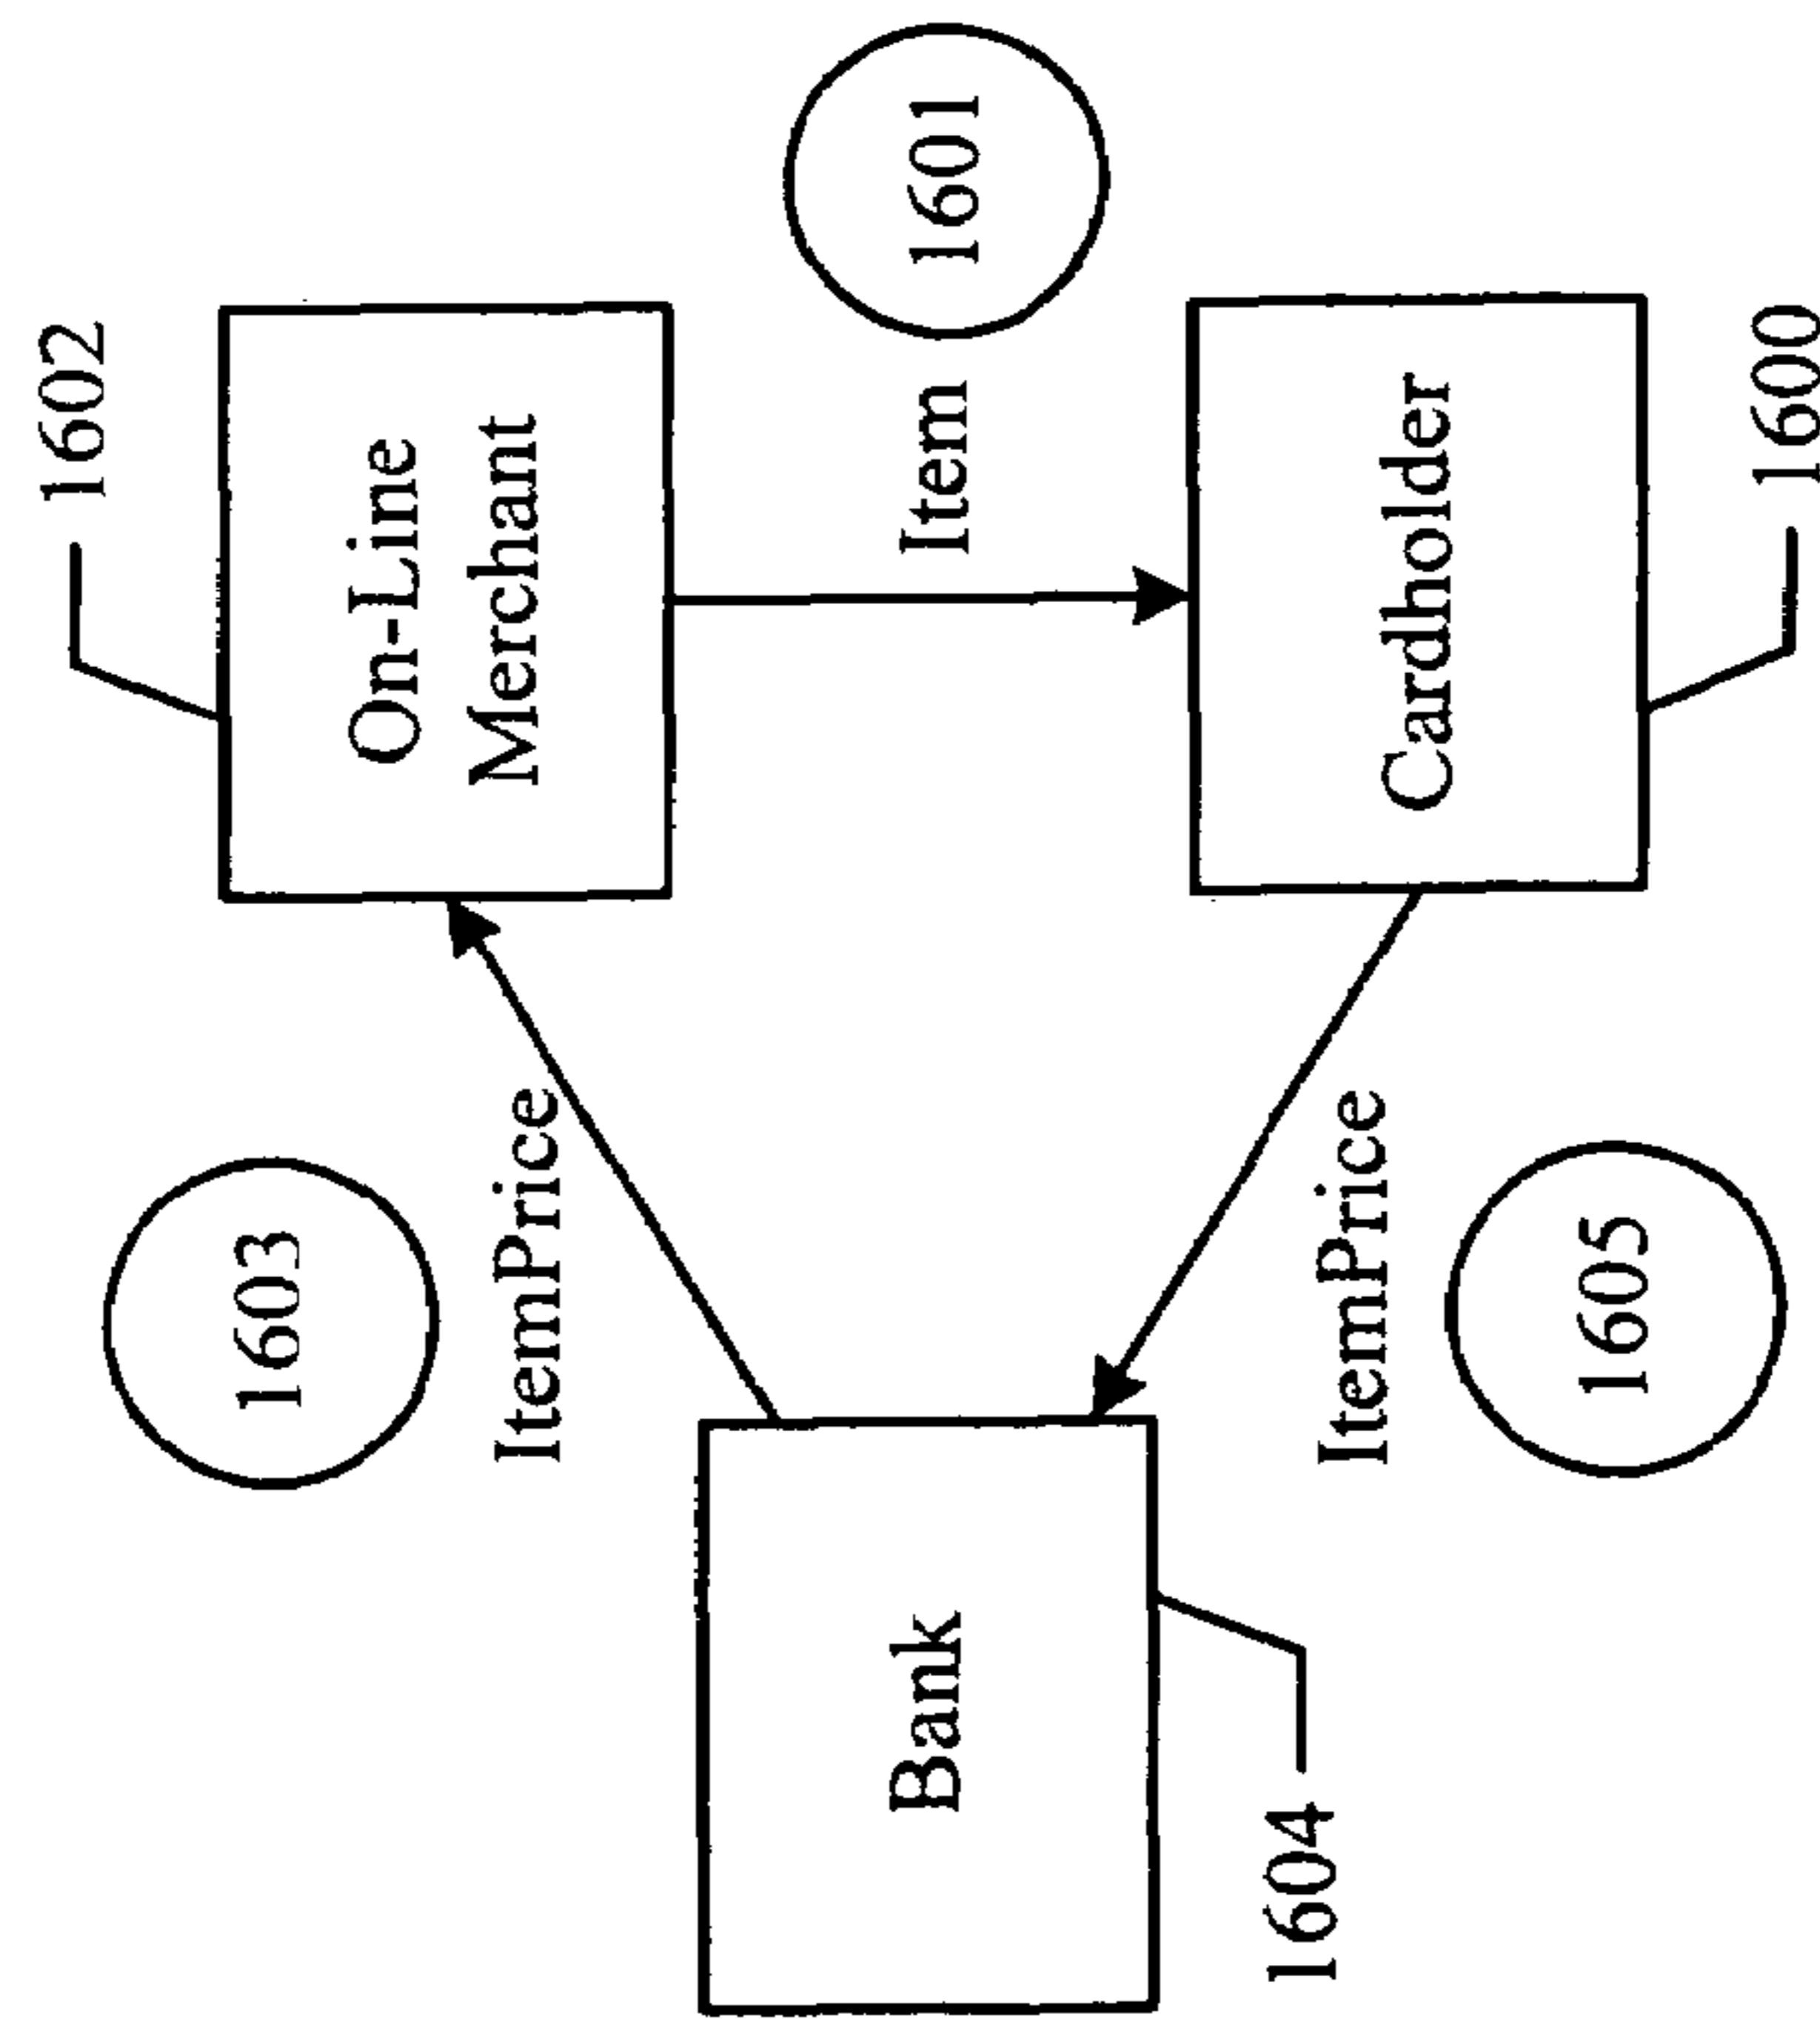 1602
1603
On-Line
Merchant
ItemPrice
Bank
Item
1601
1604
ItemPrice
Cardholder
1605
1600